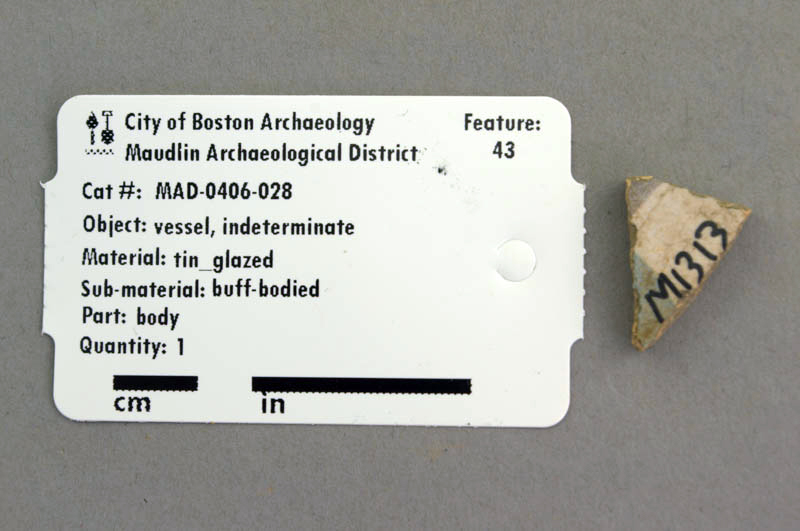 City of Boston Archaeology
Maudlin Archaeological District
Feature:
43
Cat #: MAD-0406-028
Object: vessel, indeterminate
Material: tin_glazed
Sub-material: buff-bodied
Part: body
Quantity: 1
cm
in
M1313